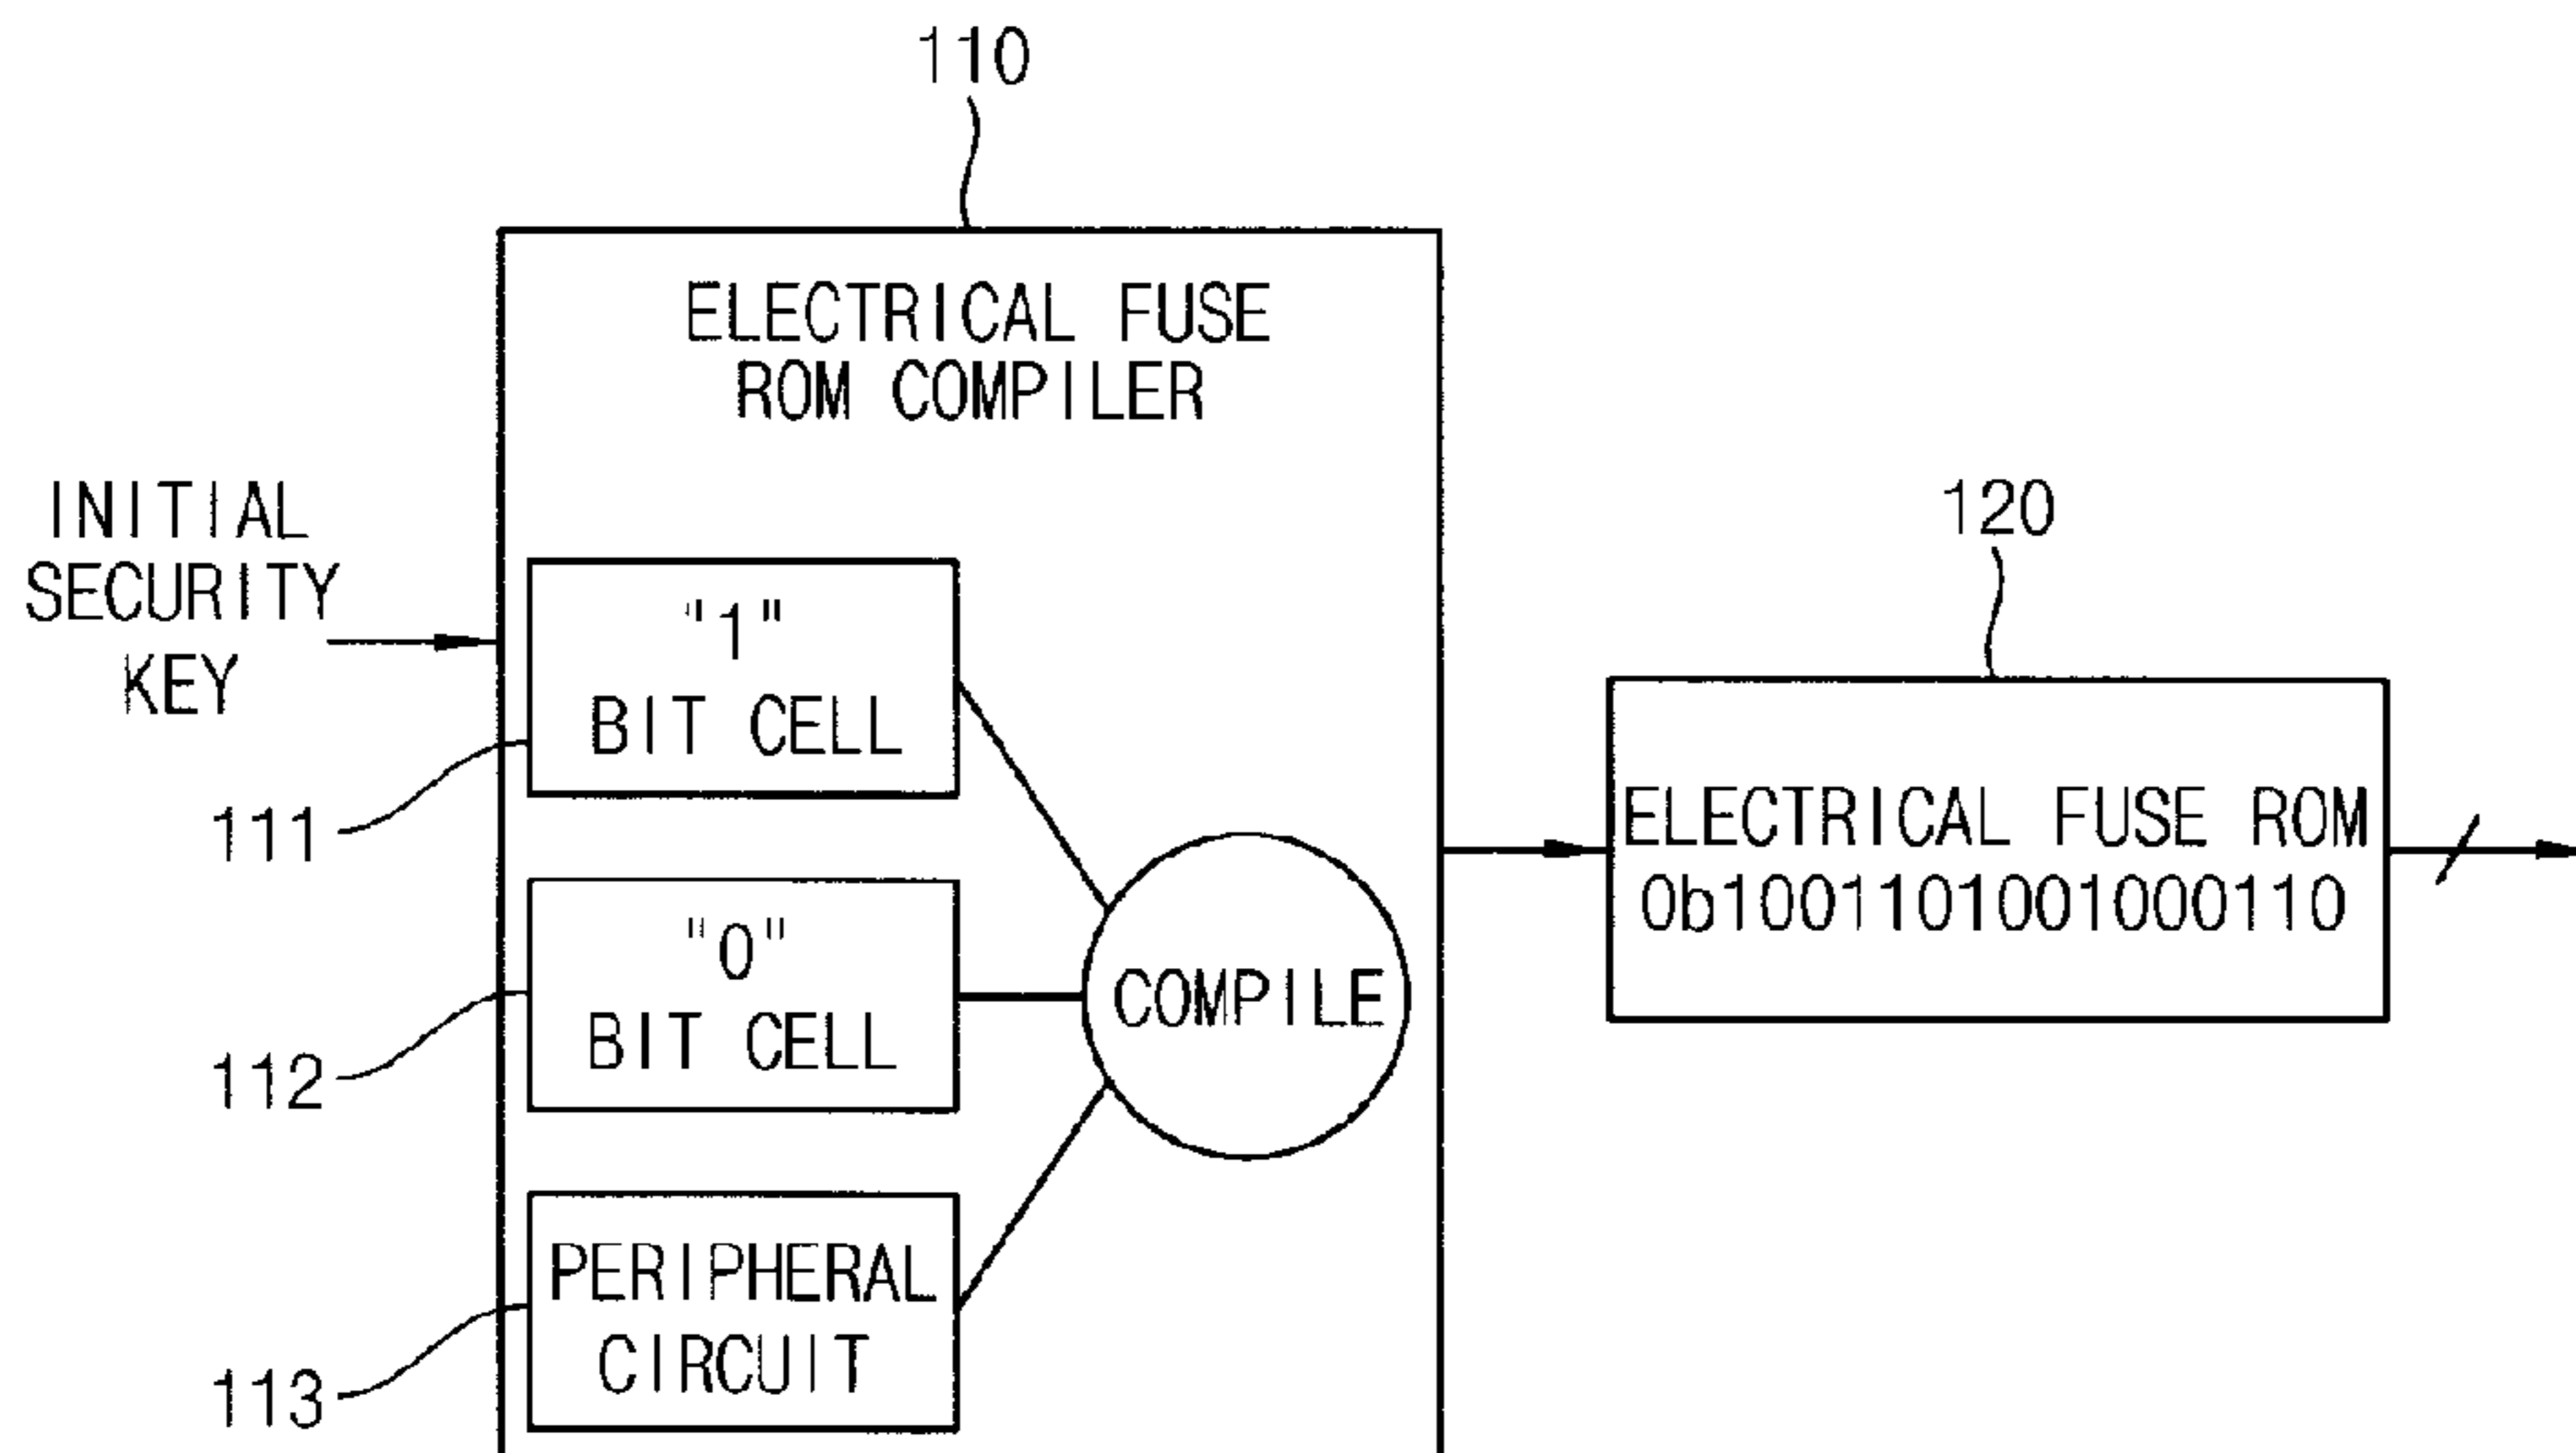 110
ELECTRICAL FUSE
ROM COMPILER
INITIAL
SECURITY
KEY
"1"
BIT CELL
111
"0"
BIT CELL
112
PERIPHERAL
CIRCUIT
113
COMPILE
120
ELECTRICAL FUSE ROM
0b1001101001000110